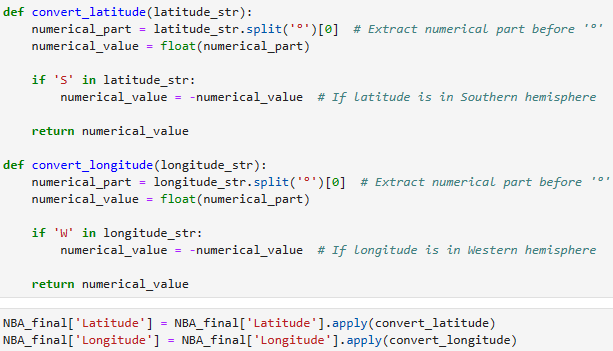 def convert_latitude(latitude_str):
    numerical_part = latitude_str.split('°')[0]  # Extract numerical part before '°'
    numerical_value = float(numerical_part)
    if 'S' in latitude_str:
        numerical_value = -numerical_value  # If latitude is in Southern hemisphere
    return numerical_value
def convert_longitude(longitude_str):
    numerical_part = longitude_str.split('°')[0]  # Extract numerical part before '°'
    numerical_value = float(numerical_part)
    if 'W' in longitude_str:
        numerical_value = -numerical_value  # If longitude is in Western hemisphere
    return numerical_value
NBA_final['Latitude'] = NBA_final['Latitude'].apply(convert_latitude)
NBA_final['Longitude'] = NBA_final['Longitude'].apply(convert_longitude)